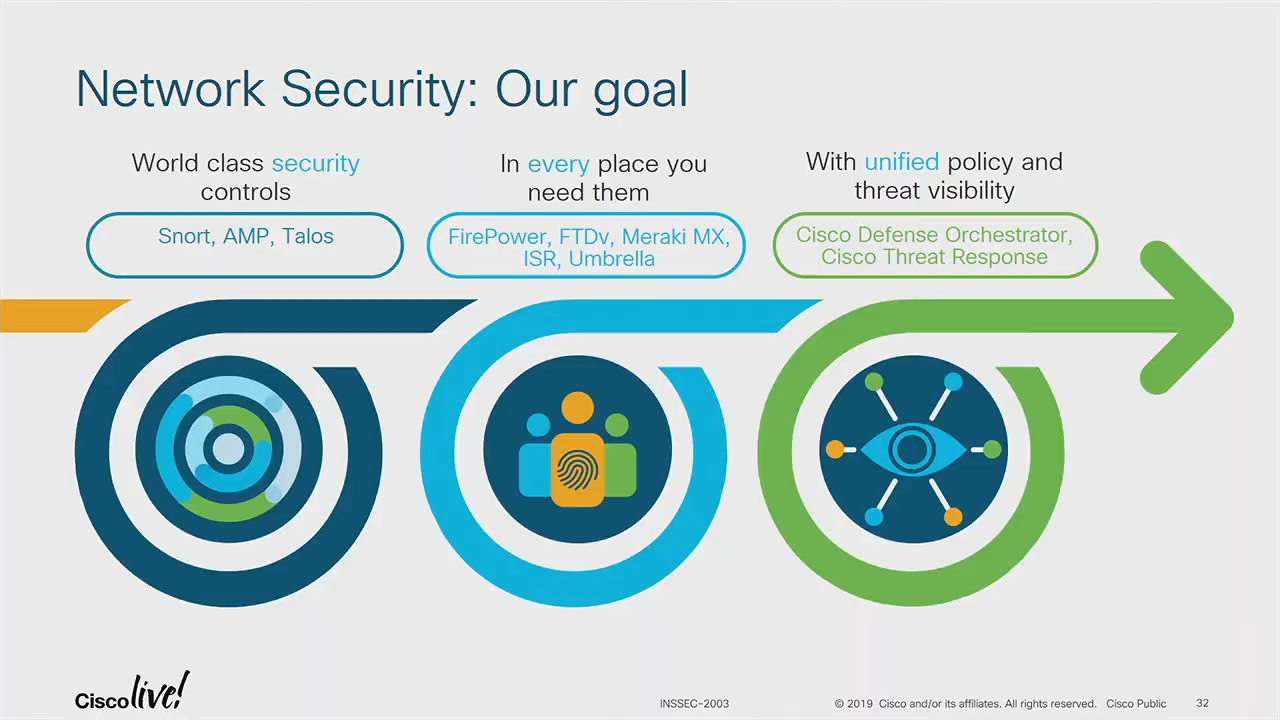 Network Security: Our goal
World class security
controls
Snort, AMP, Talos
In every place you
need them
FirePower, FTDv, Meraki MX,
ISR, Umbrella
With unified policy and
threat visibility
Cisco Defense Orchestrator,
Cisco Threat Response
Cisco live!
INSSEC-2003
© 2019 Cisco and/or its affiliates. All rights reserved. Cisco Public
32